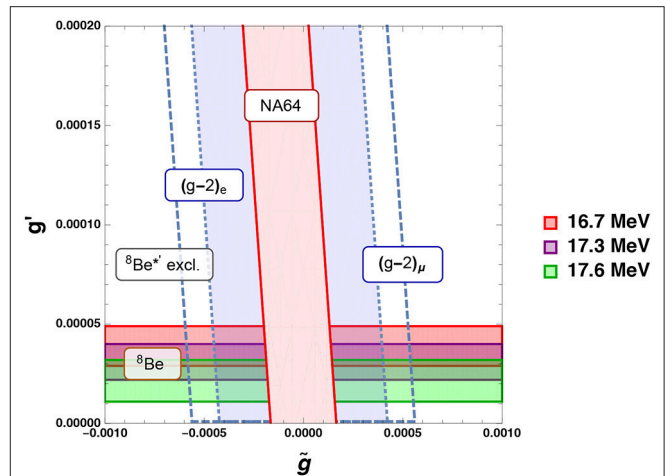 0.00020
0.00015
0.00010
0.00005
0.00000
g'
NA64
(g−2)e
(g−2)μ
⁸Be*' excl.
⁸Be
−0.0010
−0.0005
0.0000
0.0005
0.0010
g̃
16.7 MeV
17.3 MeV
17.6 MeV